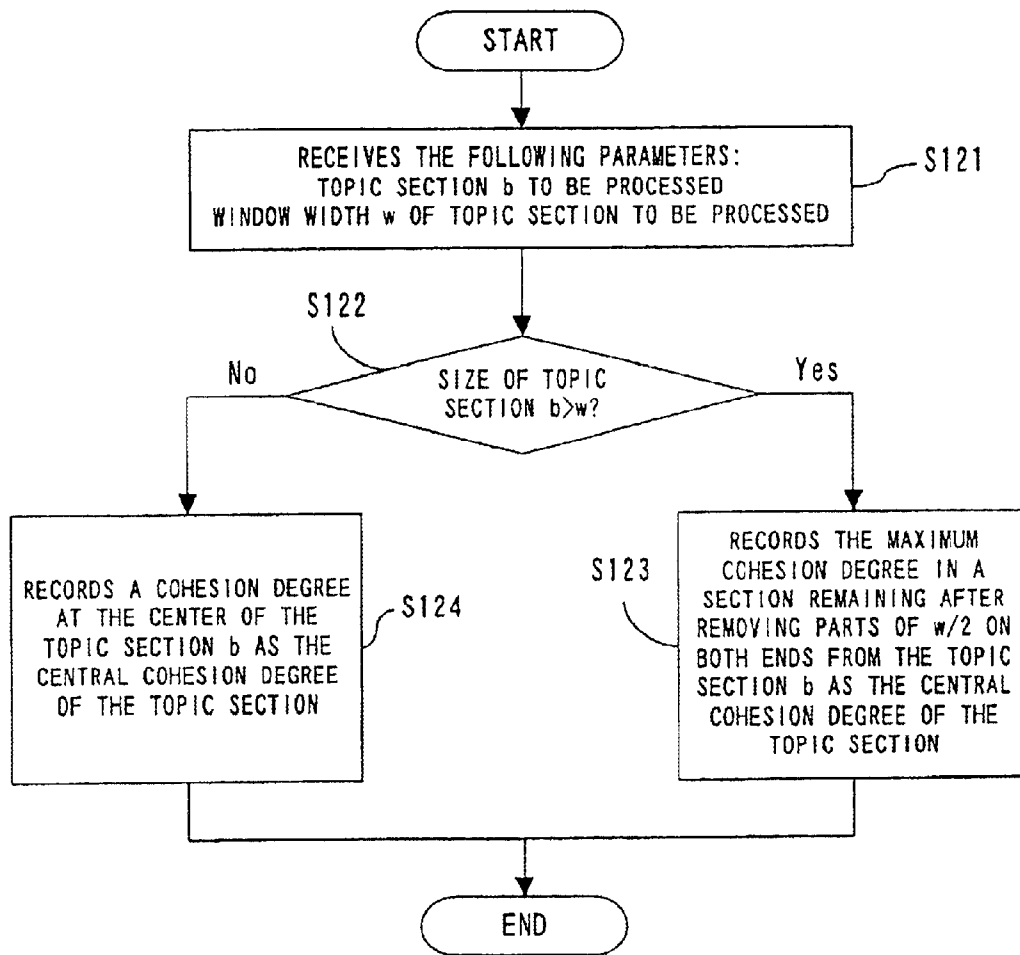 START
RECEIVES THE FOLLOWING PARAMETERS:
TOPIC SECTION b TO BE PROCESSED
WINDOW WIDTH w OF TOPIC SECTION TO BE PROCESSED
S121
S122
SIZE OF TOPIC
SECTION b>w?
No
Yes
RECORDS A COHESION DEGREE
AT THE CENTER OF THE
TOPIC SECTION b AS THE
CENTRAL COHESION DEGREE
OF THE TOPIC SECTION
S124
RECORDS THE MAXIMUM
COHESION DEGREE IN A
SECTION REMAINING AFTER
REMOVING PARTS OF w/2 ON
BOTH ENDS FROM THE TOPIC
SECTION b AS THE CENTRAL
COHESION DEGREE OF THE
TOPIC SECTION
S123
END